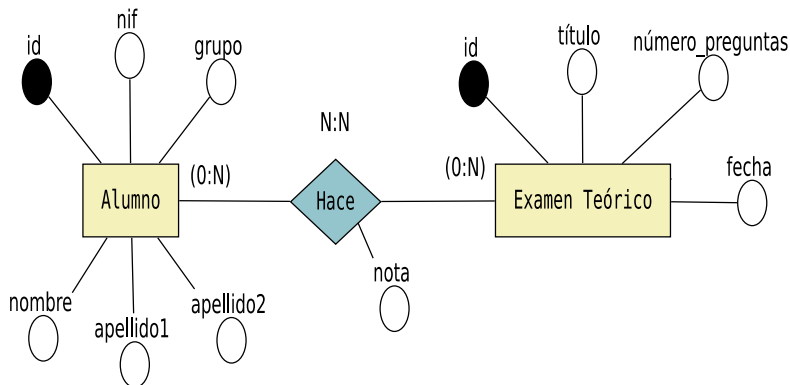 nif
id
grupo
id
título
número_preguntas
N:N
(0:N)
(0:N)
fecha
Alumno
Hace
Examen Teórico
nota
nombre
apellido1
apellido2